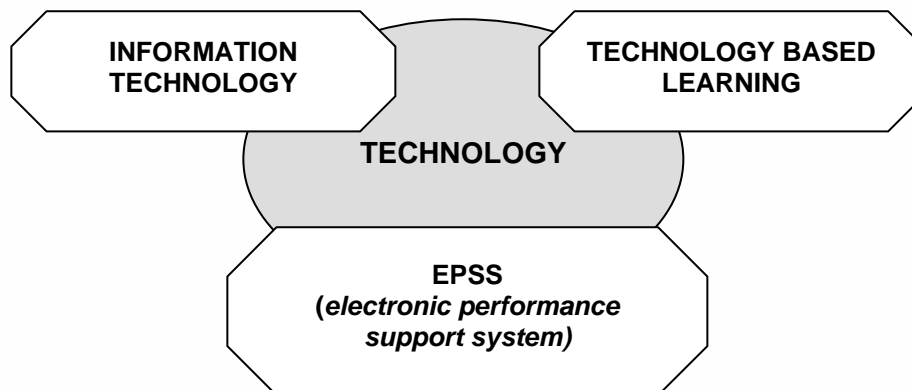 INFORMATION
TECHNOLOGY
TECHNOLOGY BASED
LEARNING
TECHNOLOGY
EPSS
(electronic performance
support system)